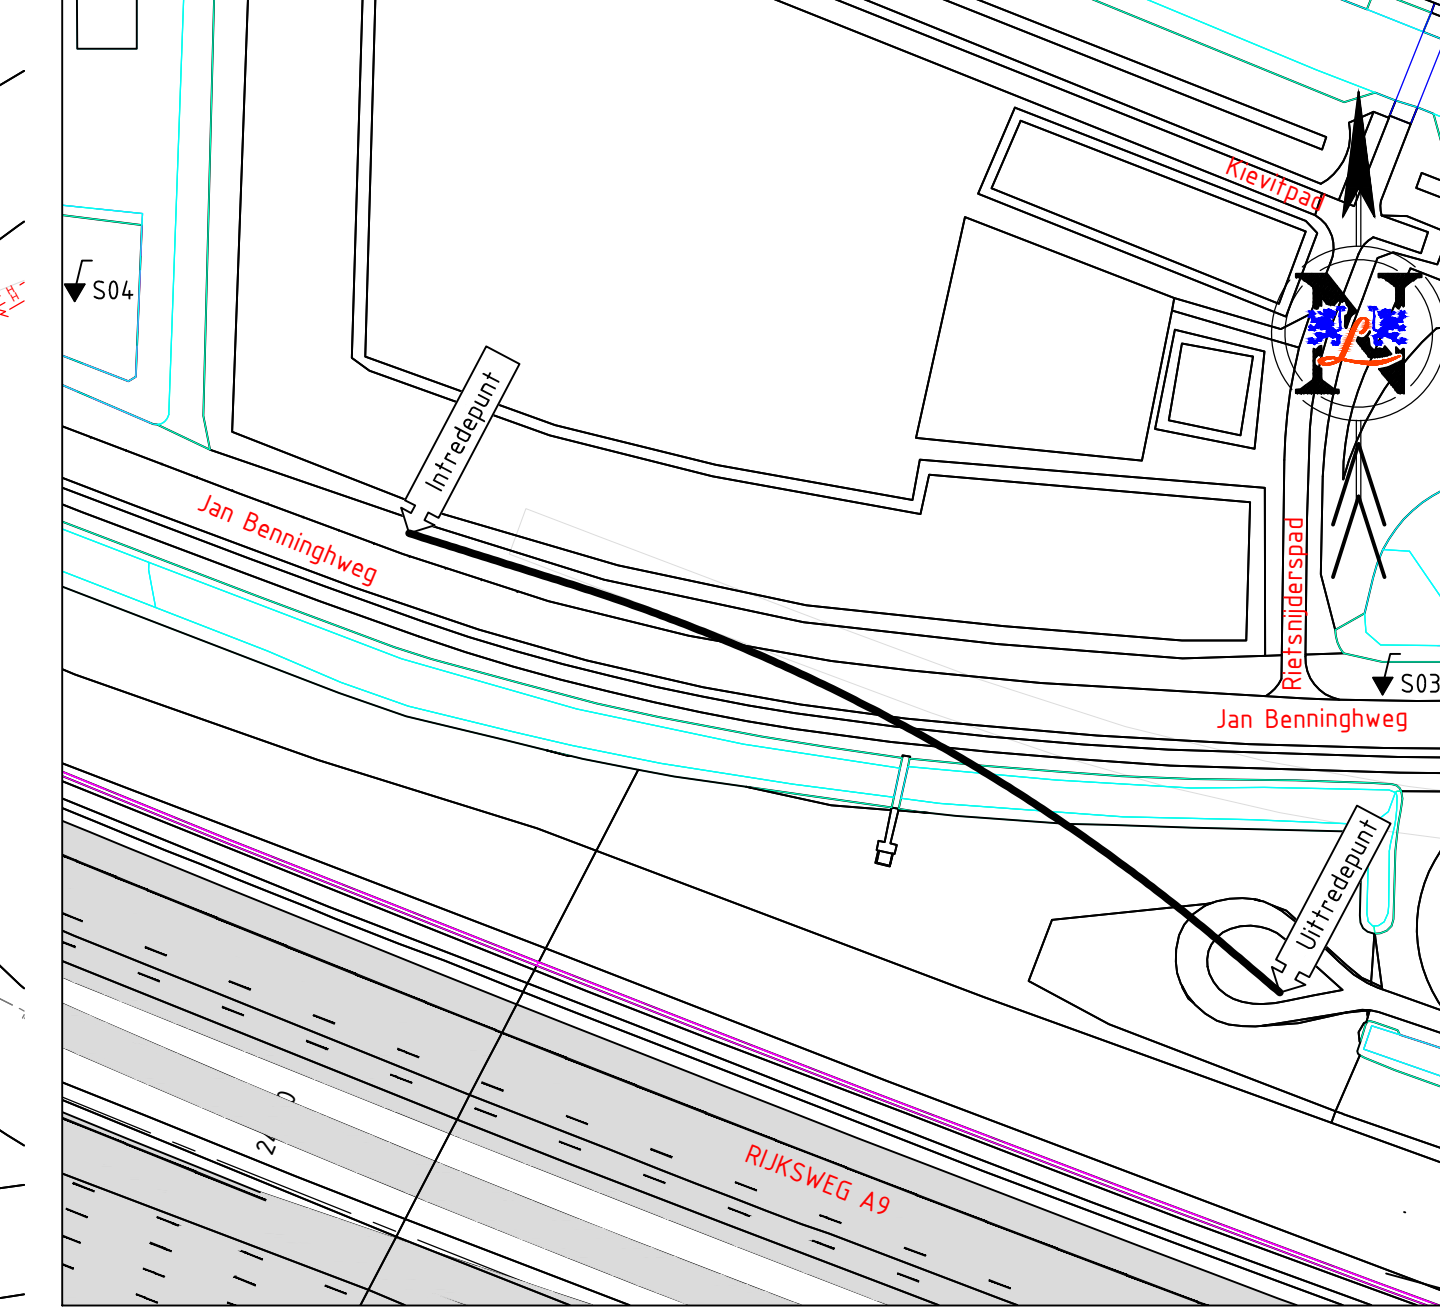 Kievitpad
S04
Intredepunt
Jan Benninghweg
Rietsnijderspad
S03
Jan Benninghweg
Uittredepunt
RIJKSWEG A9
N
L